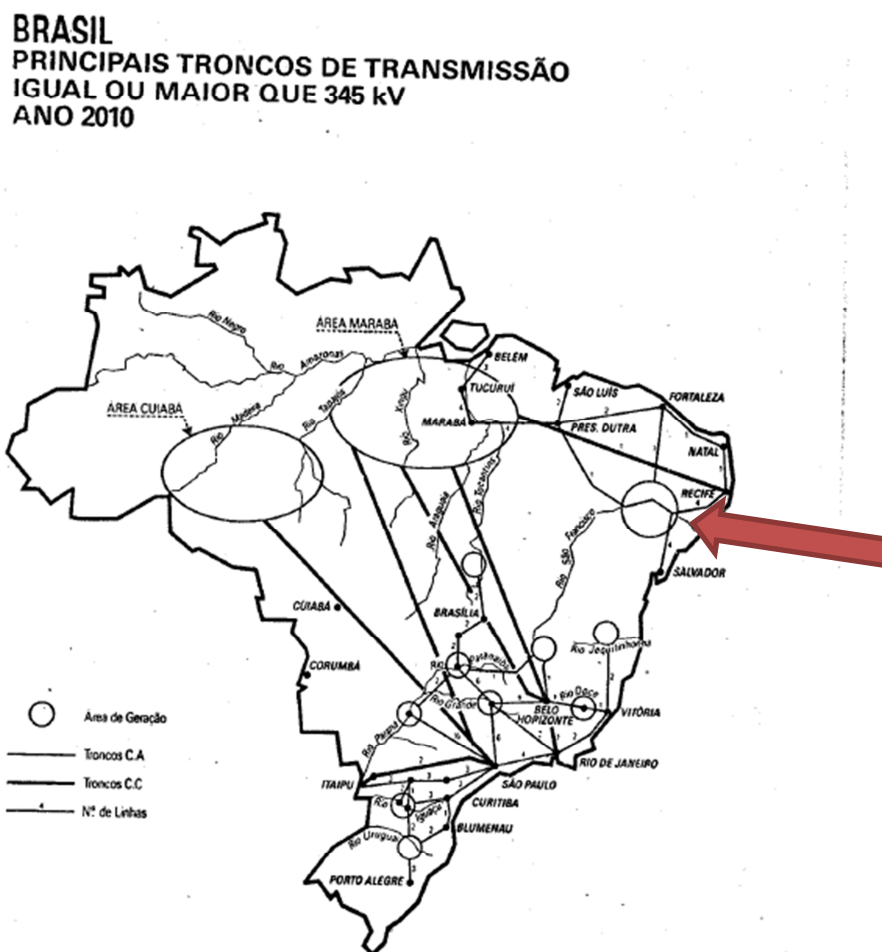 BRASIL
PRINCIPAIS TRONCOS DE TRANSMISSÃO
IGUAL OU MAIOR QUE 345 kV
ANO 2010
Rio Negro
ÁREA MARABÁ
Rio Amazonas
BELÉM
TUCURUÍ
SÃO LUÍS
FORTALEZA
ÁREA CUIABÁ
Rio Madeira
Rio Tapajós
Rio Xingu
MARABÁ
PRES. DUTRA
NATAL
RECIFE
Rio Araguaia
Rio Tocantins
Rio São Francisco
SALVADOR
CUIABÁ
BRASÍLIA
Rio Jequitinhonha
CORUMBÁ
Rio Paranaíba
Rio Grande
Rio Doce
BELO
HORIZONTE
VITÓRIA
Rio Paraná
RIO DE JANEIRO
ITAIPU
SÃO PAULO
Rio Iguaçu
CURITIBA
BLUMENAU
Rio Uruguai
PORTO ALEGRE
Área de Geração
Troncos C.A
Troncos C.C
4 Nº de Linhas